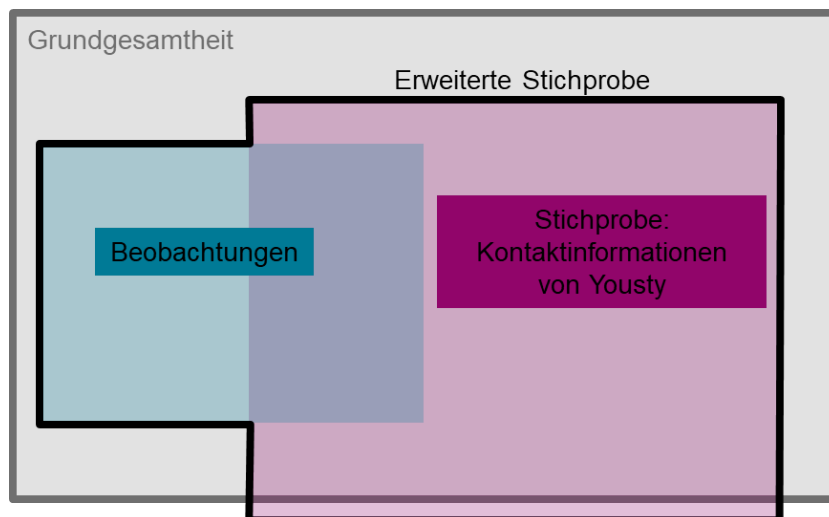 Grundgesamtheit
Erweiterte Stichprobe
Beobachtungen
Stichprobe:
Kontaktinformationen
von Yousty